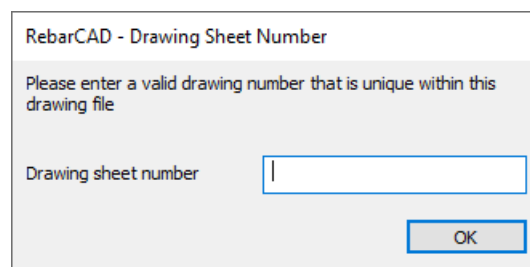 RebarCAD - Drawing Sheet Number
Please enter a valid drawing number that is unique within this
drawing file
Drawing sheet number
OK